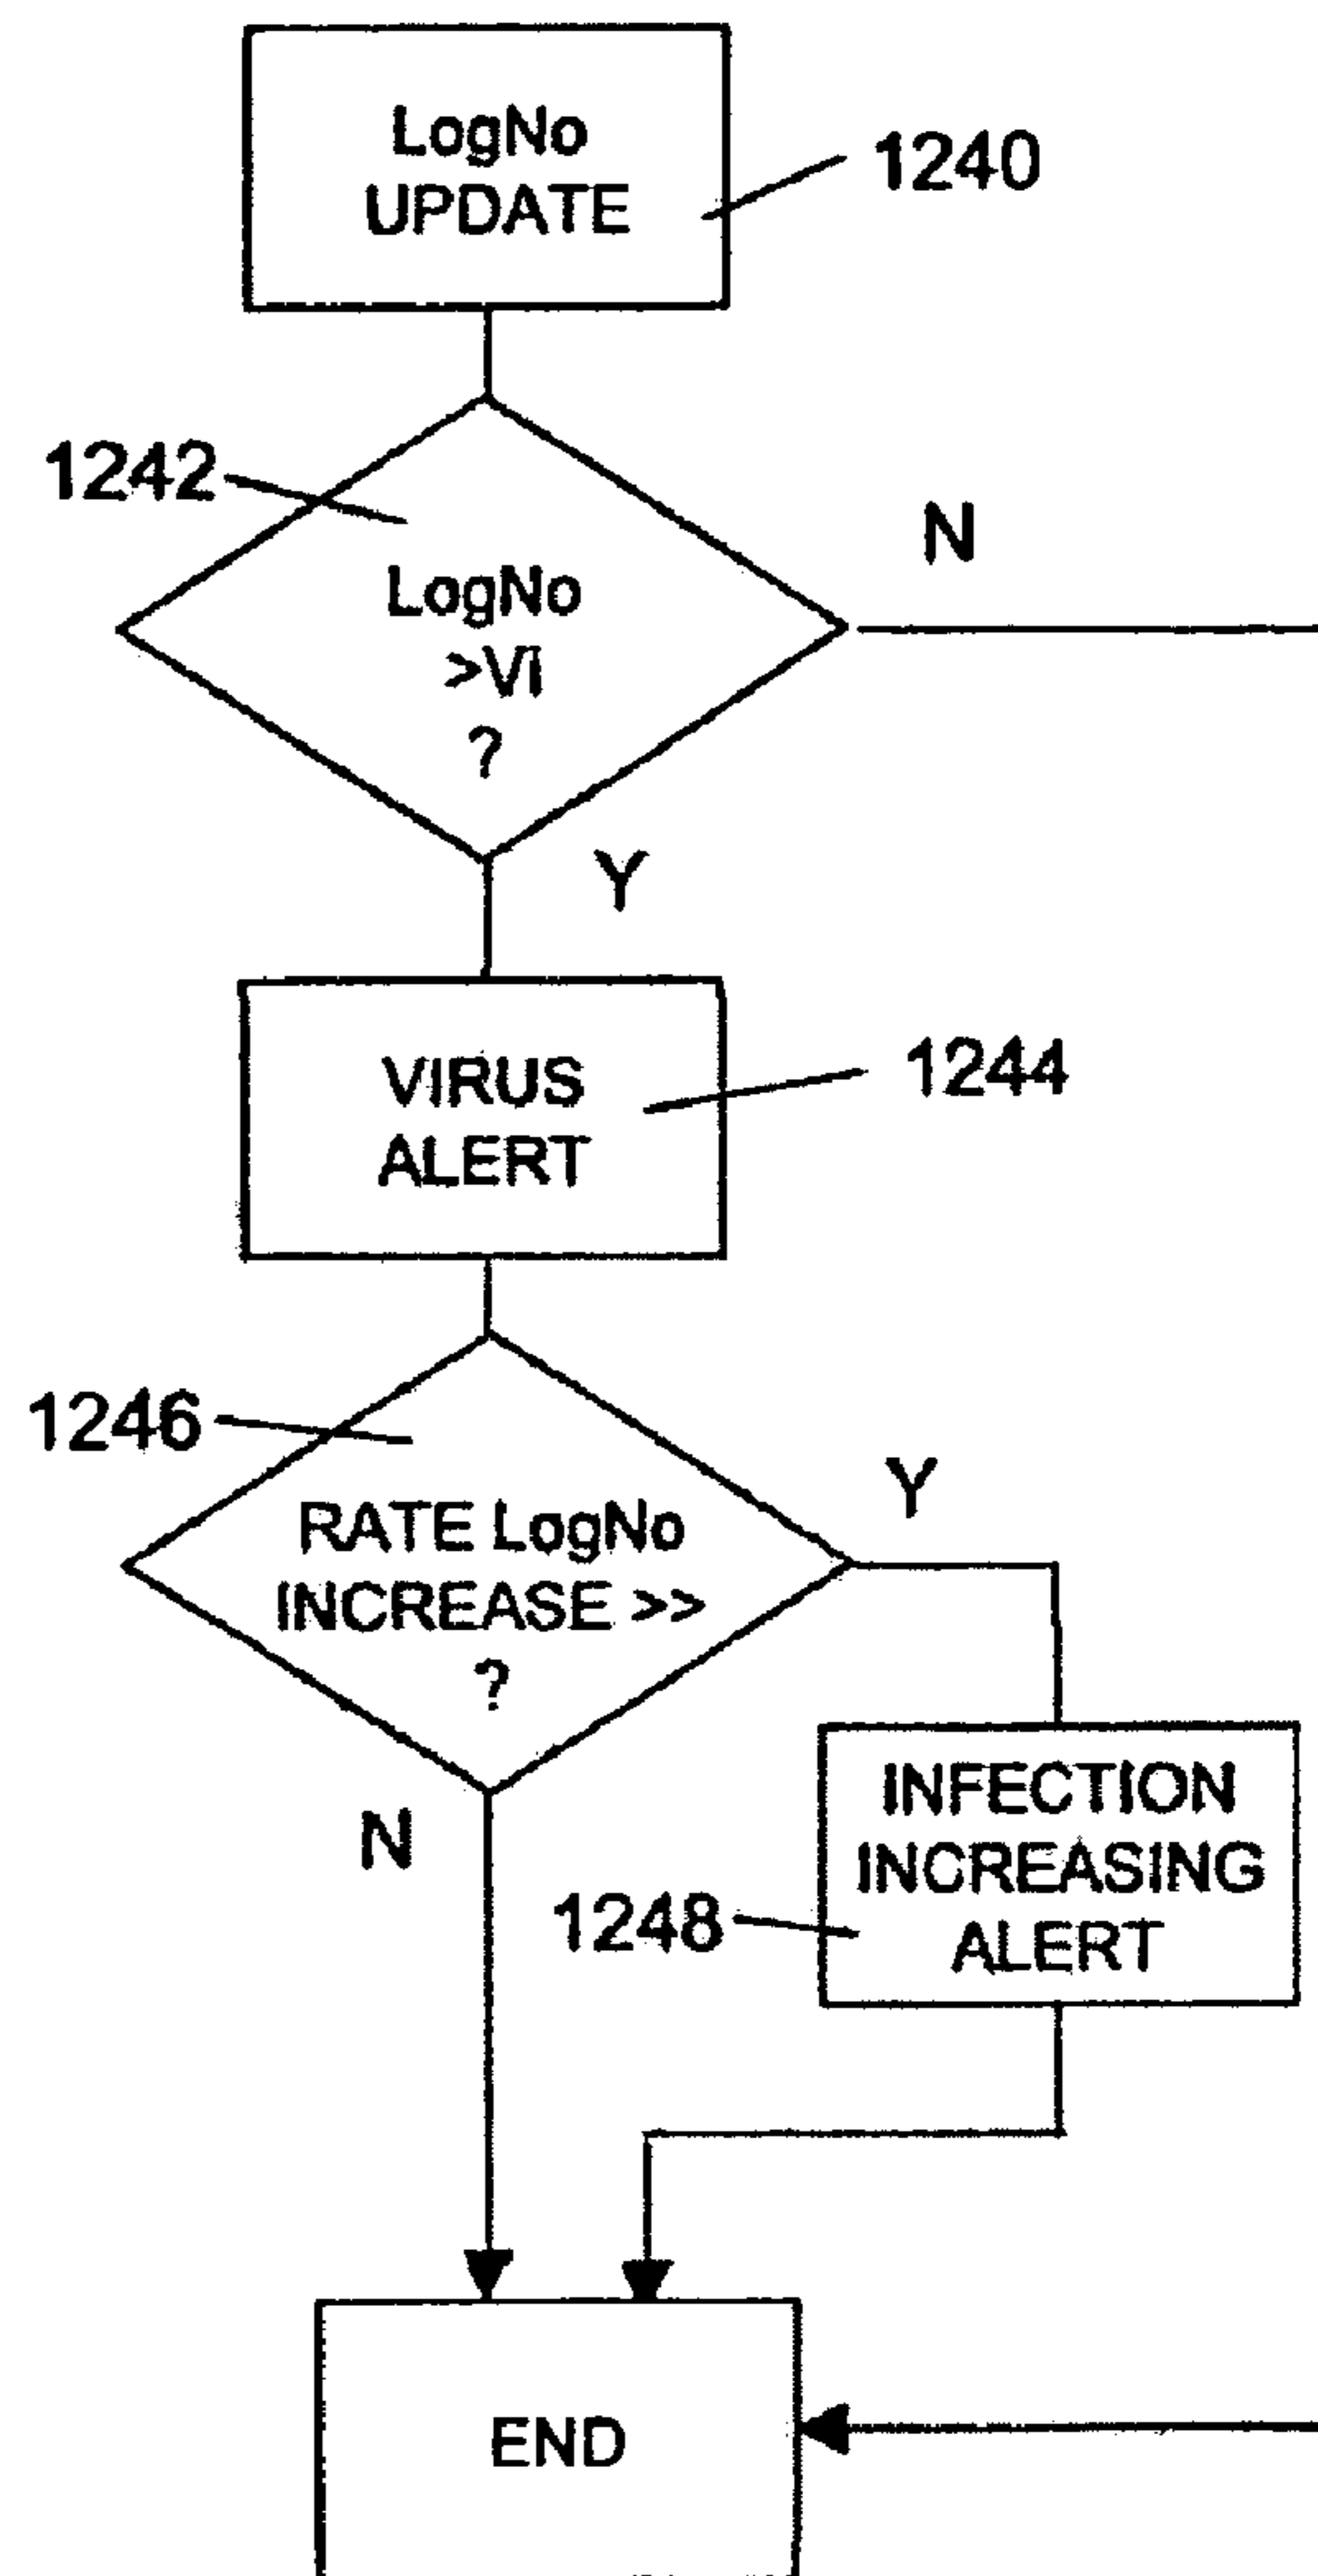 LogNo
UPDATE
1240
1242
LogNo
>Vi
?
N
Y
VIRUS
ALERT
1244
1246
RATE LogNo
INCREASE >>
?
Y
N
INFECTION
INCREASING
ALERT
1248
END